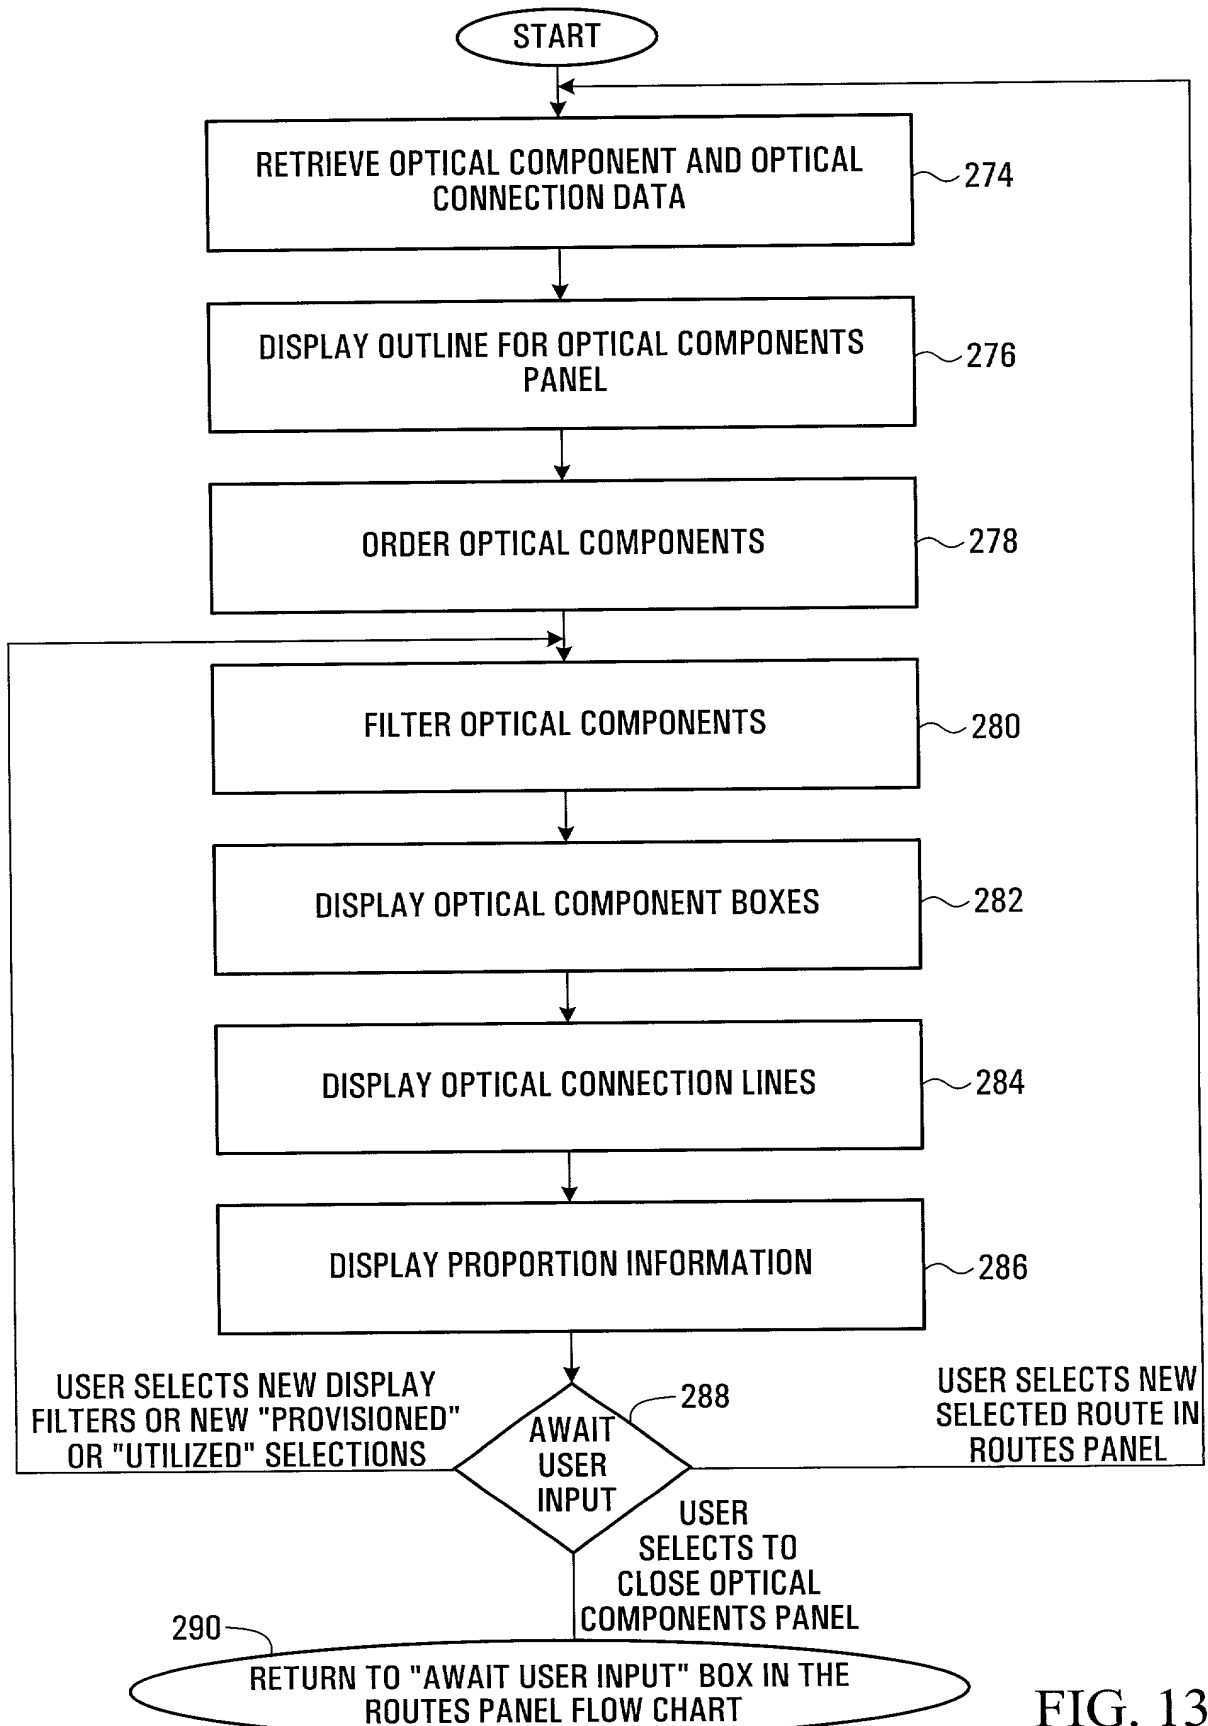 START
RETRIEVE OPTICAL COMPONENT AND OPTICAL
CONNECTION DATA
274
DISPLAY OUTLINE FOR OPTICAL COMPONENTS
PANEL
276
ORDER OPTICAL COMPONENTS
278
FILTER OPTICAL COMPONENTS
280
DISPLAY OPTICAL COMPONENT BOXES
282
DISPLAY OPTICAL CONNECTION LINES
284
DISPLAY PROPORTION INFORMATION
286
USER SELECTS NEW DISPLAY
FILTERS OR NEW "PROVISIONED"
OR "UTILIZED" SELECTIONS
AWAIT
USER
INPUT
288
USER SELECTS NEW
SELECTED ROUTE IN
ROUTES PANEL
USER
SELECTS TO
CLOSE OPTICAL
COMPONENTS PANEL
290
RETURN TO "AWAIT USER INPUT" BOX IN THE
ROUTES PANEL FLOW CHART
FIG. 13